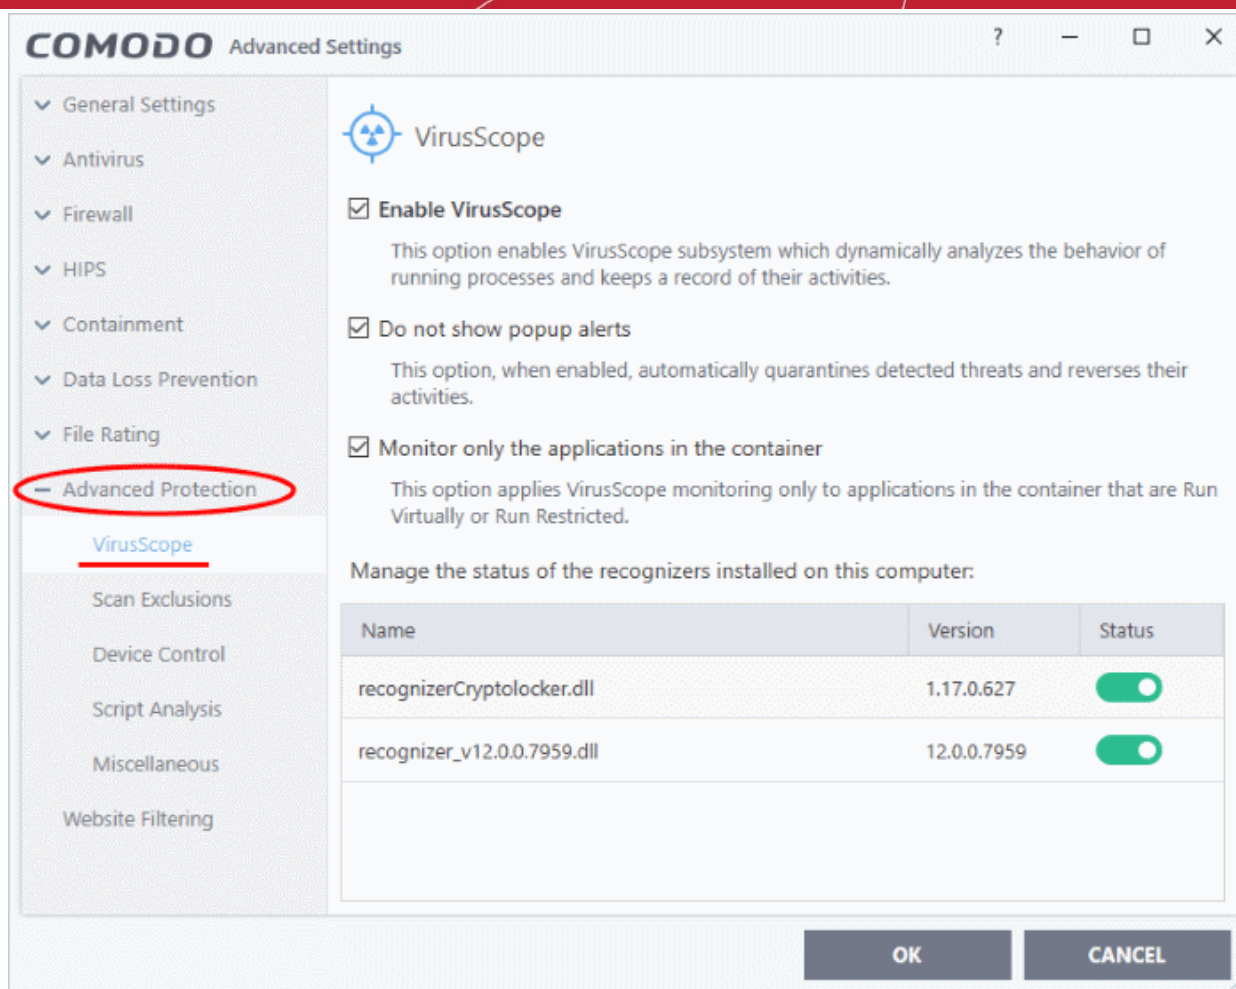 COMODO Advanced Settings ?
General Settings
Antivirus
Firewall
HIPS
Containment
Data Loss Prevention
File Rating
Advanced Protection
VirusScope
Scan Exclusions
Device Control
Script Analysis
Miscellaneous
Website Filtering
VirusScope
Enable VirusScope
This option enables VirusScope subsystem which dynamically analyzes the behavior of
running processes and keeps a record of their activities.
Do not show popup alerts
This option, when enabled, automatically quarantines detected threats and reverses their
activities.
Monitor only the applications in the container
This option applies VirusScope monitoring only to applications in the container that are Run
Virtually or Run Restricted.
Manage the status of the recognizers installed on this computer:
Name Version Status
recognizerCryptolocker.dll 1.17.0.627
recognizer_v12.0.0.7959.dll 12.0.0.7959
OK CANCEL